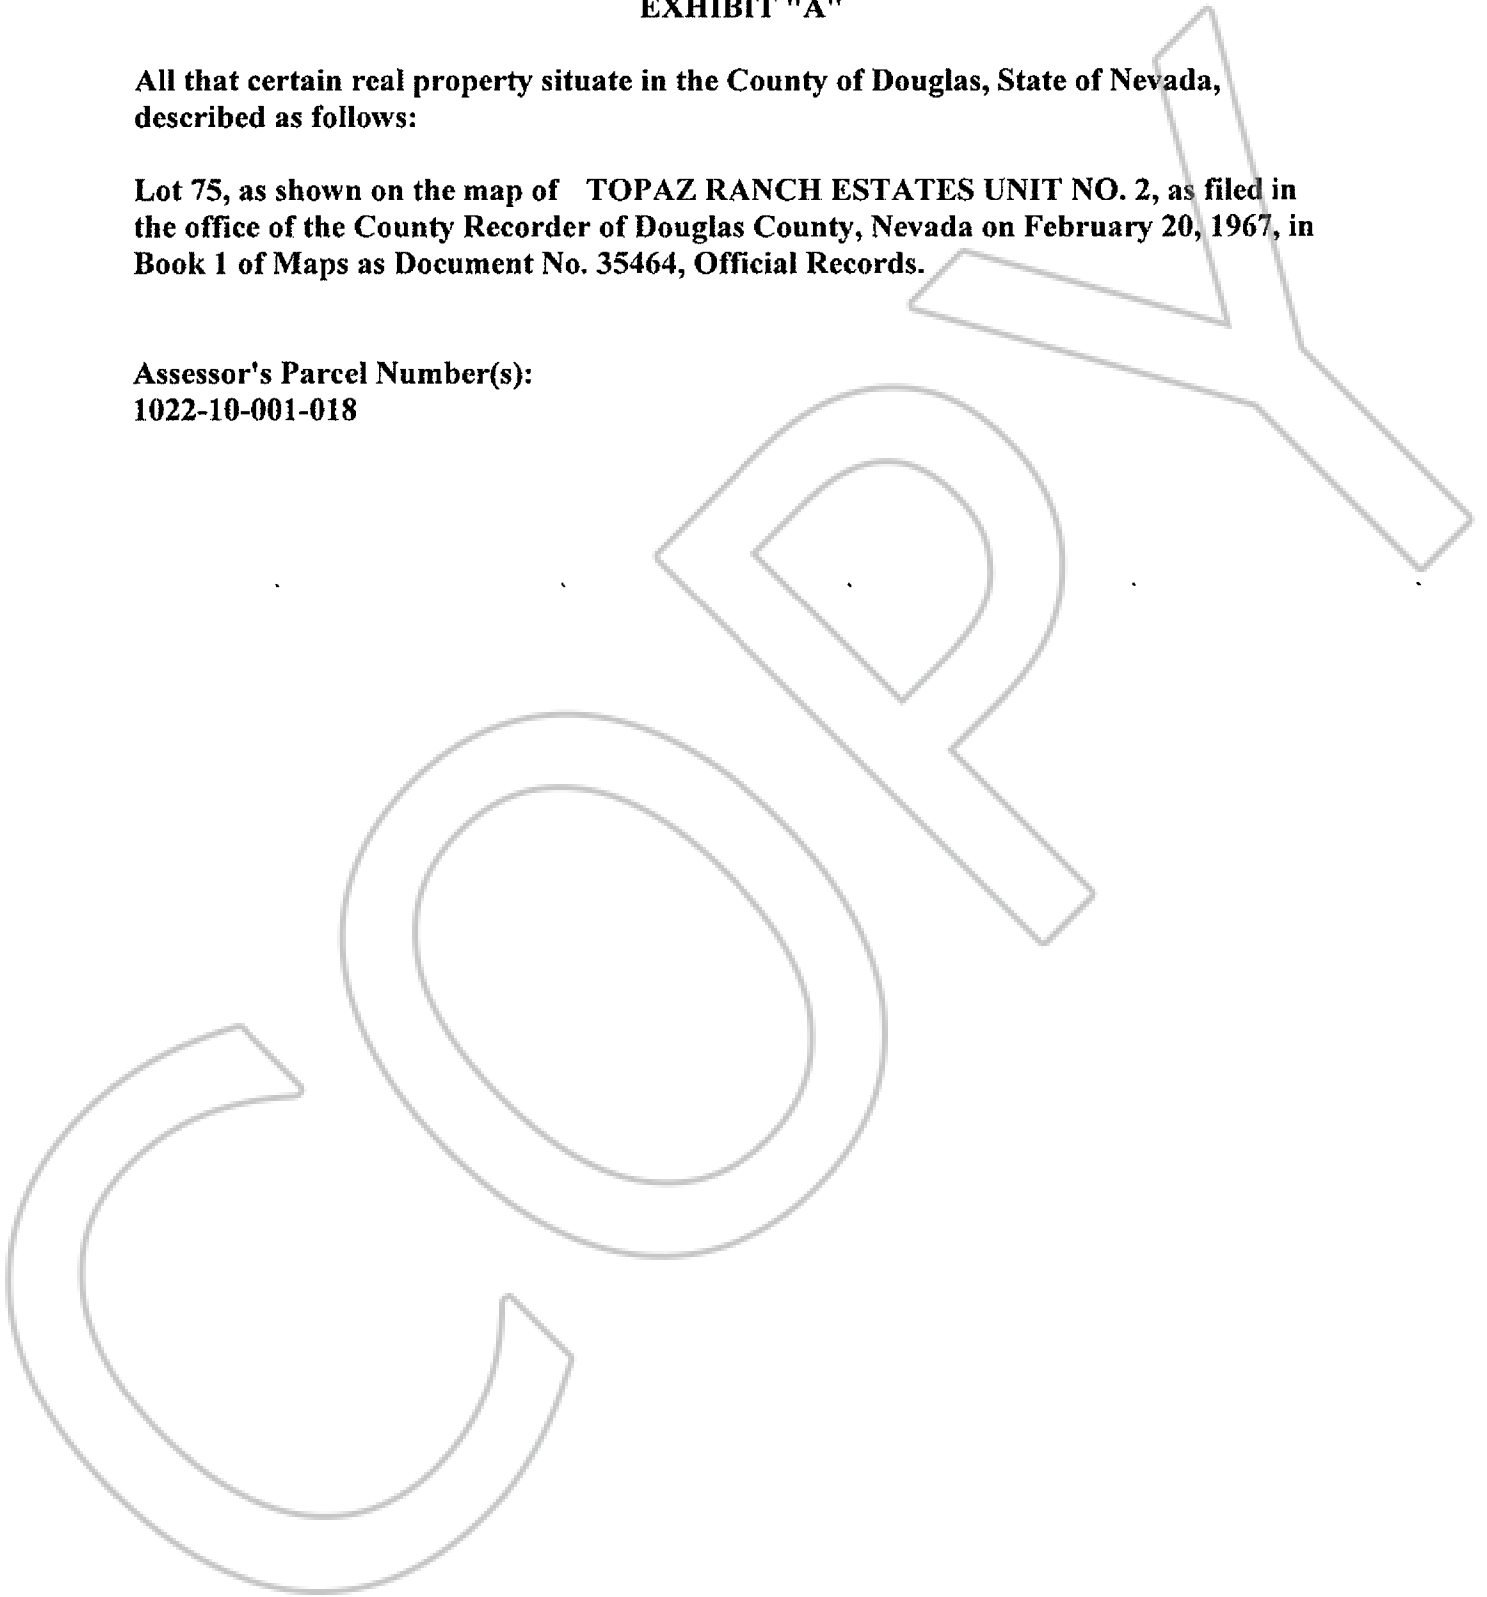 EXHIBIT "A"
All that certain real property situate in the County of Douglas, State of Nevada,
described as follows:
Lot 75, as shown on the map of TOPAZ RANCH ESTATES UNIT NO. 2, as filed in
the office of the County Recorder of Douglas County, Nevada on February 20, 1967, in
Book 1 of Maps as Document No. 35464, Official Records.
Assessor's Parcel Number(s):
1022-10-001-018
COPY